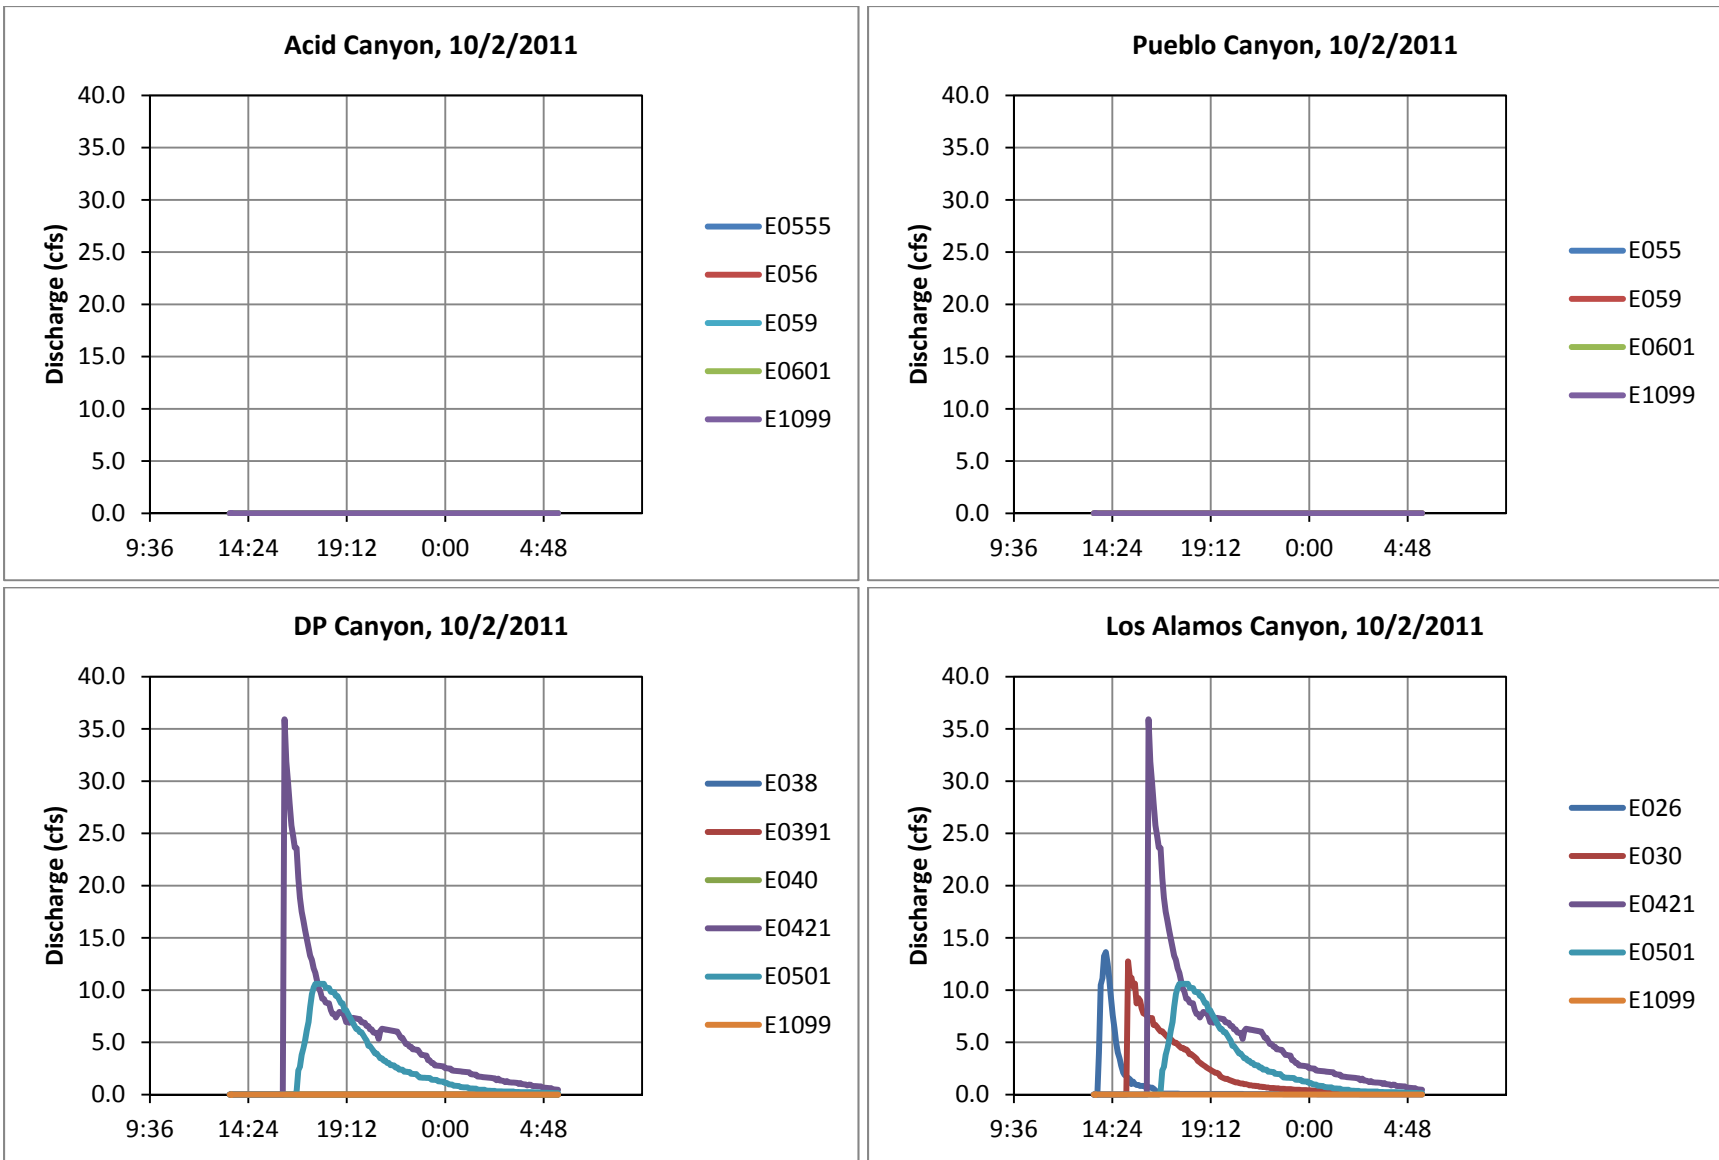 Acid Canyon, 10/2/2011
40.0
35.0
30.0
25.0
20.0
15.0
10.0
5.0
0.0
Discharge (cfs)
9:36 14:24 19:12 0:00 4:48
E0555
E056
E059
E0601
E1099
Pueblo Canyon, 10/2/2011
40.0
35.0
30.0
25.0
20.0
15.0
10.0
5.0
0.0
Discharge (cfs)
9:36 14:24 19:12 0:00 4:48
E055
E059
E0601
E1099
DP Canyon, 10/2/2011
40.0
35.0
30.0
25.0
20.0
15.0
10.0
5.0
0.0
Discharge (cfs)
9:36 14:24 19:12 0:00 4:48
E038
E0391
E040
E0421
E0501
E1099
Los Alamos Canyon, 10/2/2011
40.0
35.0
30.0
25.0
20.0
15.0
10.0
5.0
0.0
Discharge (cfs)
9:36 14:24 19:12 0:00 4:48
E026
E030
E0421
E0501
E1099